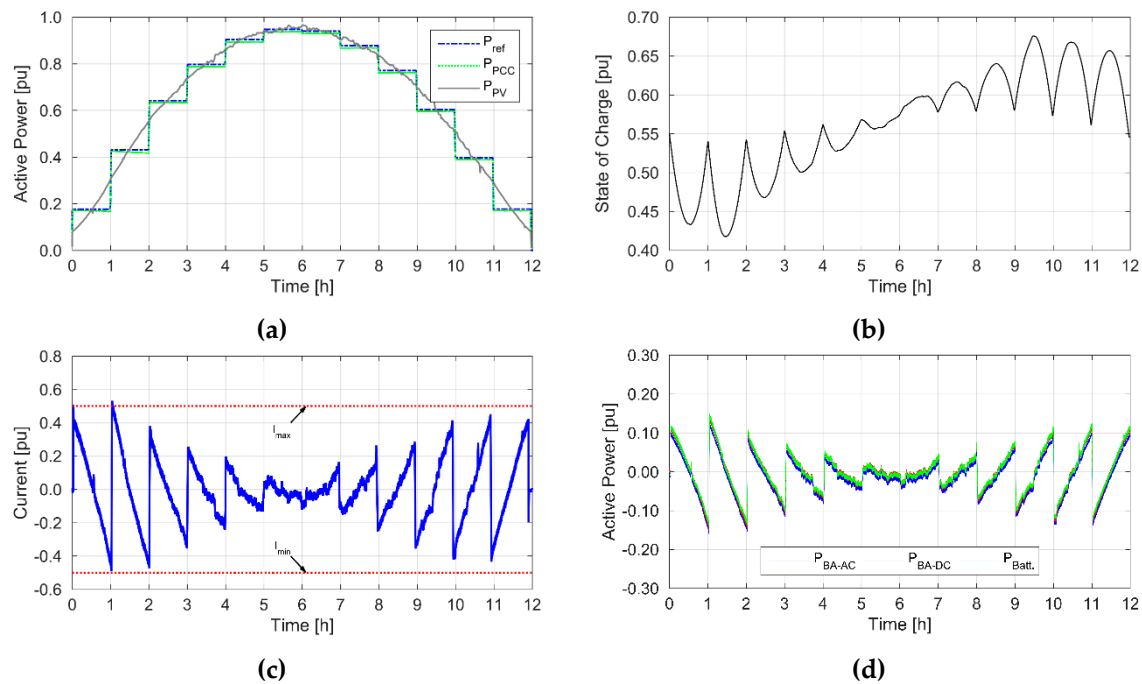 Active Power [pu]
1.0
0.8
0.6
0.4
0.2
0.0
P_ref
P_PCC
P_PV
0 1 2 3 4 5 6 7 8 9 10 11 12
Time [h]
(a)
State of Charge [pu]
0.70
0.65
0.60
0.55
0.50
0.45
0.40
0 1 2 3 4 5 6 7 8 9 10 11 12
Time [h]
(b)
Current [pu]
0.8
0.6
0.4
0.2
0.0
-0.2
-0.4
-0.6
I_max
I_min
0 1 2 3 4 5 6 7 8 9 10 11 12
Time [h]
(c)
Active Power [pu]
0.30
0.20
0.10
0.00
-0.10
-0.20
-0.30
P_BA-AC P_BA-DC P_Batt.
0 1 2 3 4 5 6 7 8 9 10 11 12
Time [h]
(d)